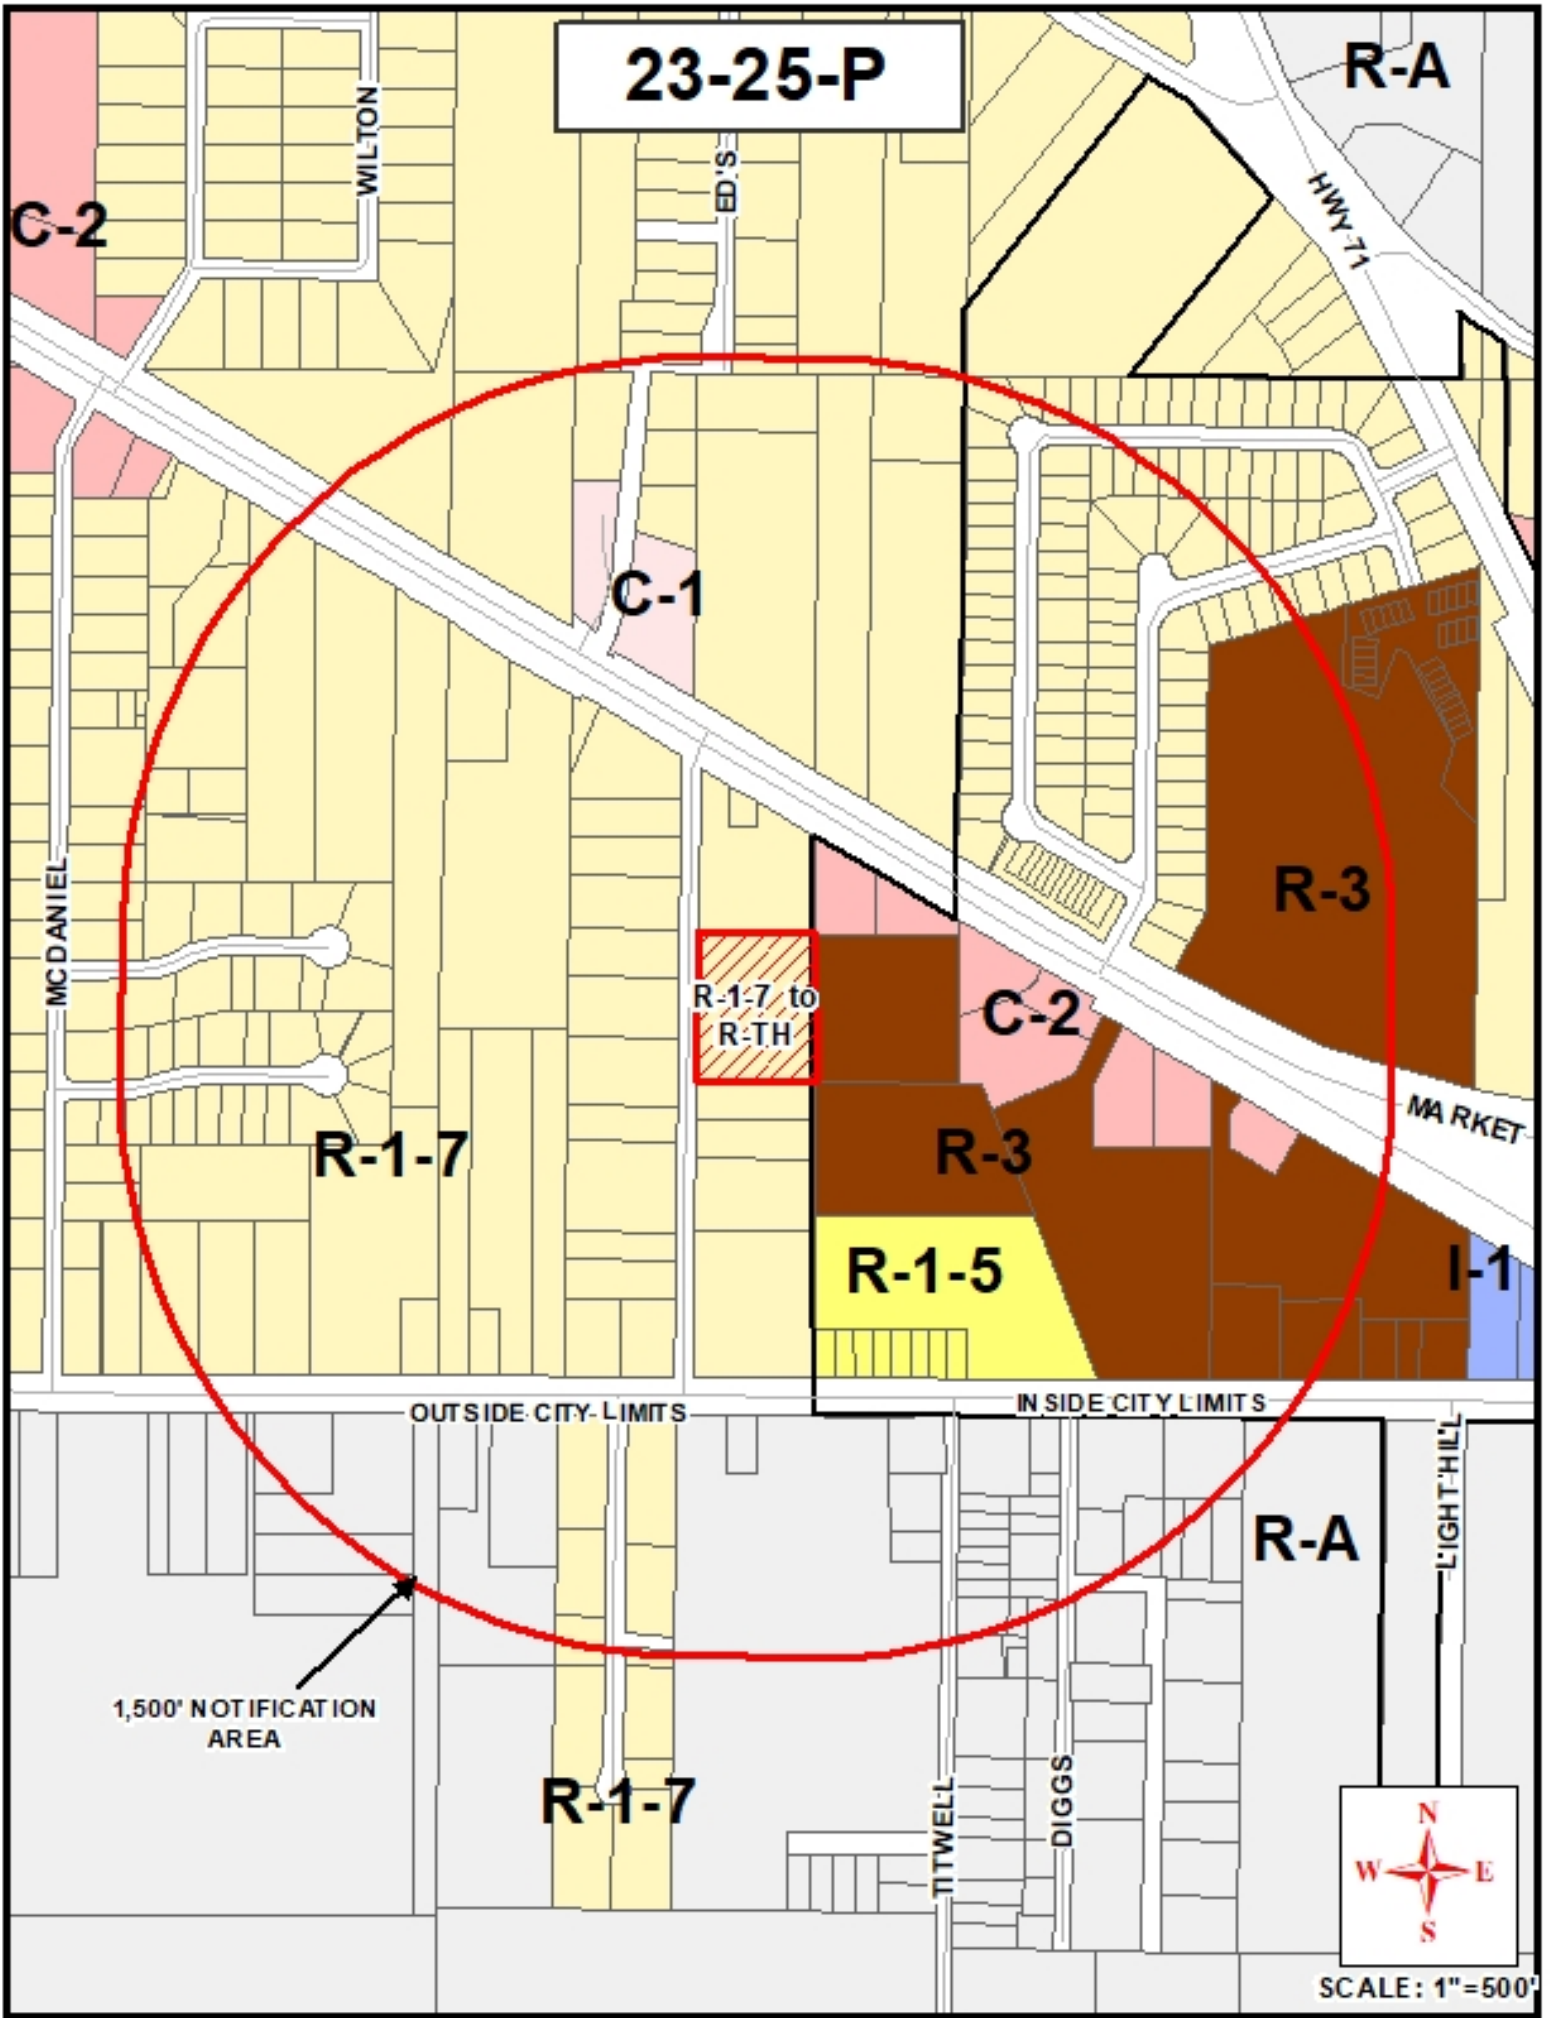 23-25-P
R-A
WILTON
ED'S
HWY 71
C-2
C-1
R-3
MCDANIEL
R-1-7 to
R-TH
C-2
MARKET
R-1-7
R-3
R-1-5
I-1
OUTSIDE CITY LIMITS
INSIDE CITY LIMITS
LIGHT HILL
R-A
1,500' NOTIFICATION
AREA
R-1-7
TITWELL
DIGGS
N
W
E
S
SCALE: 1"=500'